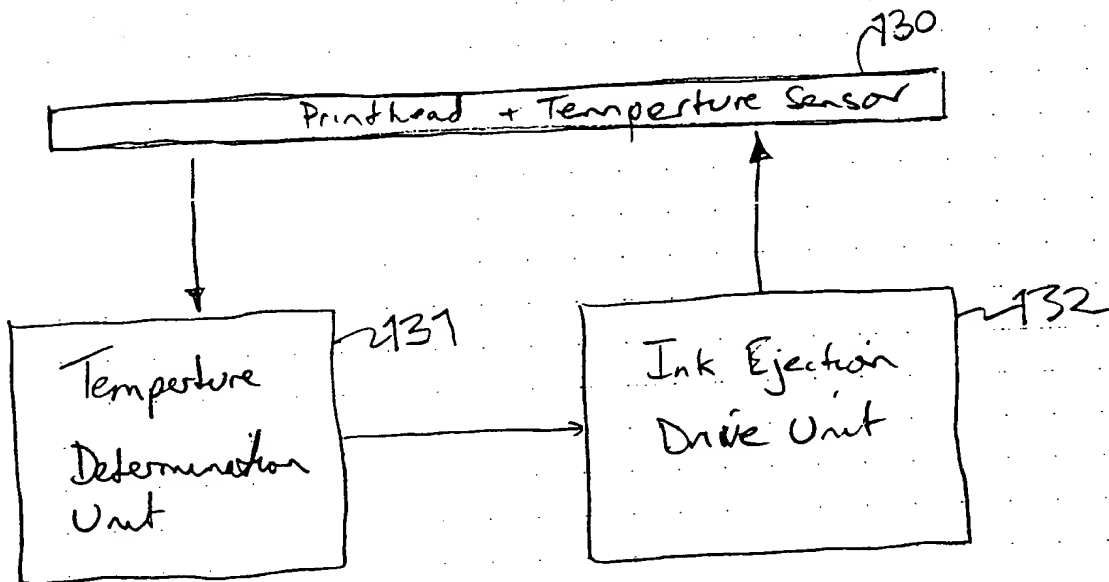 130
Printhead + Temperture Sensor
131
Temperture
Determination
Unit
132
Ink Ejection
Drive Unit